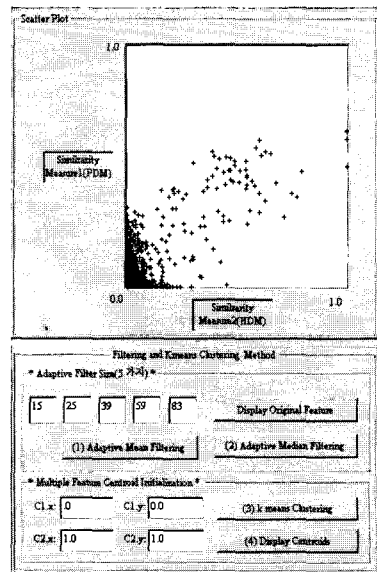 Scatter Plot
1.0
Similarity
Measure1(PDM)
0.0
1.0
Similarity
Measure2(HDM)
Filtering and Kmeans Clustering Method
* Adaptive Filter Size(5 가지) *
15 25 39 59 83 Display Original Feature
(1) Adaptive Mean Filtering (2) Adaptive Median Filtering
* Multiple Feature Centroid Initialization *
C1.x: .0 C1.y: 0.0 (3) k means Clustering
C2.x: 1.0 C2.y: 1.0 (4) Display Centroids